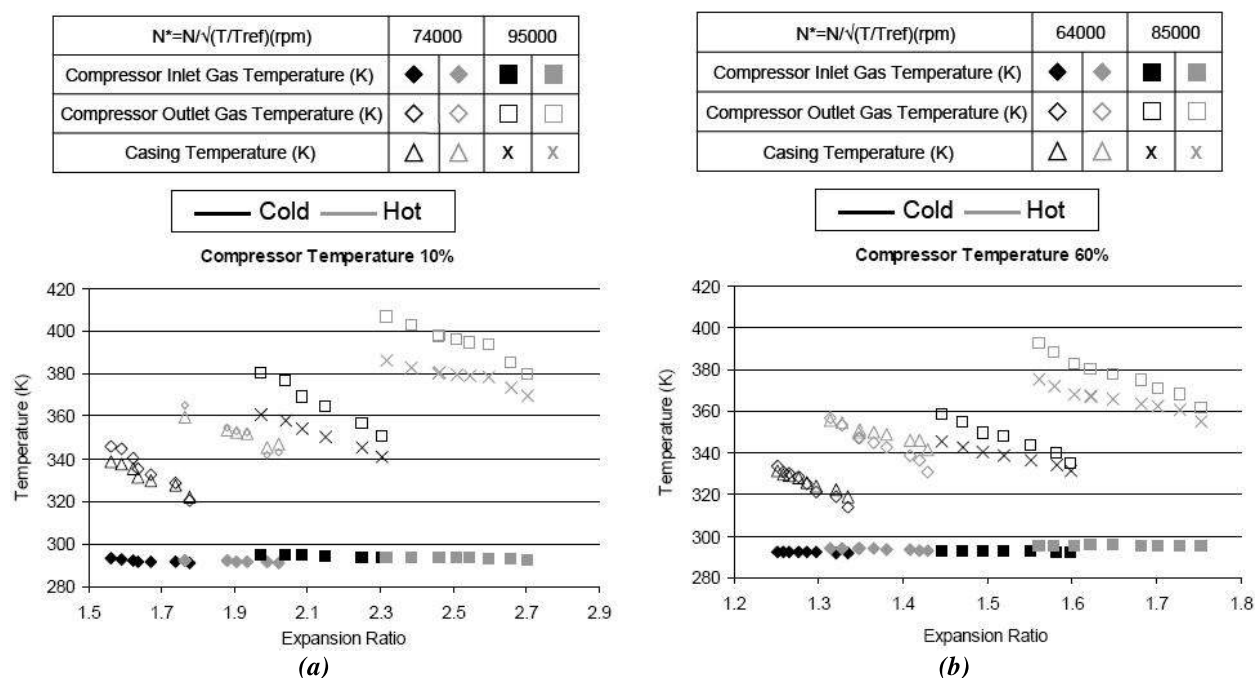 N*=N/√(T/Tref)(rpm) 74000 95000
Compressor Inlet Gas Temperature (K)
Compressor Outlet Gas Temperature (K)
Casing Temperature (K) x x
Cold Hot
Compressor Temperature 10%
Temperature (K)
420
400
380
360
340
320
300
280
1.5 1.7 1.9 2.1 2.3 2.5 2.7 2.9
Expansion Ratio
(a)
N*=N/√(T/Tref)(rpm) 64000 85000
Compressor Inlet Gas Temperature (K)
Compressor Outlet Gas Temperature (K)
Casing Temperature (K) x x
Cold Hot
Compressor Temperature 60%
Temperature (K)
420
400
380
360
340
320
300
280
1.2 1.3 1.4 1.5 1.6 1.7 1.8
Expansion Ratio
(b)